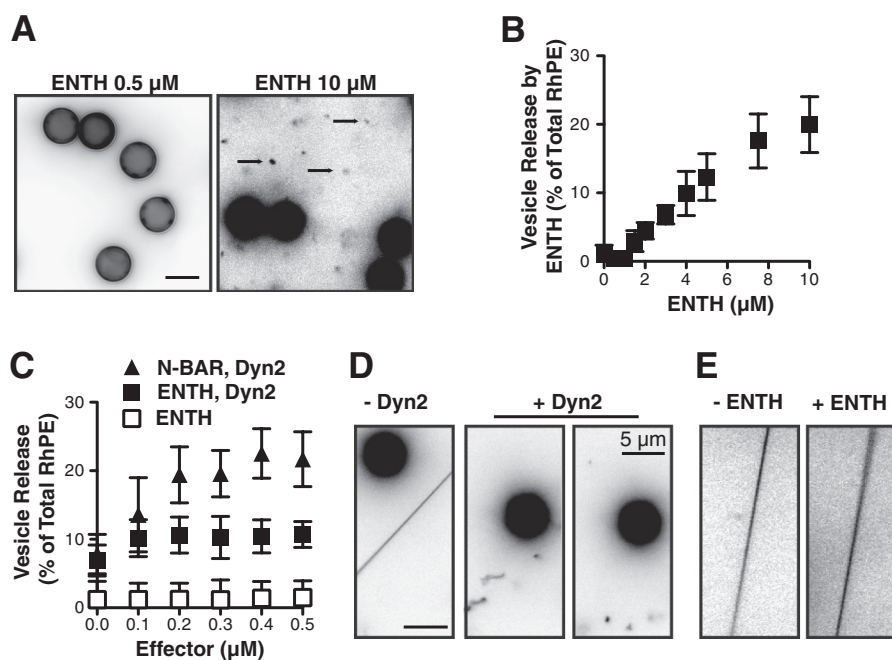 A
ENTH 0.5 µM
ENTH 10 µM
B
Vesicle Release by
ENTH (% of Total RhPE)
30
20
10
0
0 2 4 6 8 10
ENTH (µM)
C
N-BAR, Dyn2
ENTH, Dyn2
ENTH
Vesicle Release
(% of Total RhPE)
30
20
10
0
0.0 0.1 0.2 0.3 0.4 0.5
Effector (µM)
D
- Dyn2
+ Dyn2
5 µm
E
- ENTH
+ ENTH